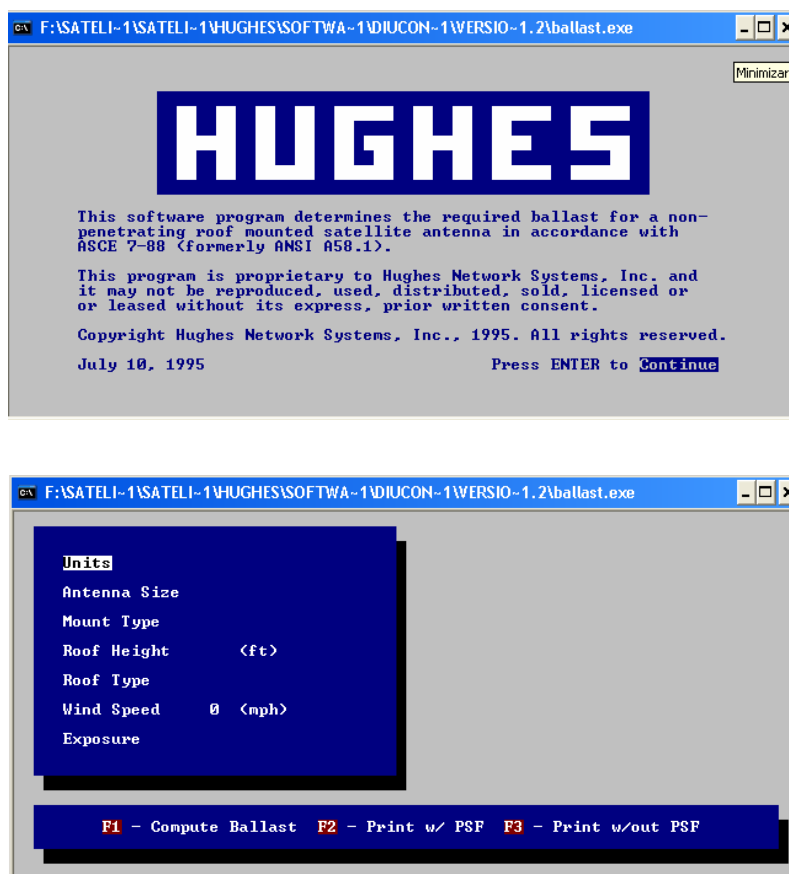 F:\SATELI~1\SATELI~1\HUGHES\SOFTWA~1\DIUCON~1\VERSIO~1.2\ballast.exe
Minimizar
HUGHES
This software program determines the required ballast for a non-
penetrating roof mounted satellite antenna in accordance with
ASCE 7-88 (formerly ANSI A58.1).
This program is proprietary to Hughes Network Systems, Inc. and
it may not be reproduced, used, distributed, sold, licensed or
or leased without its express, prior written consent.
Copyright Hughes Network Systems, Inc., 1995. All rights reserved.
July 10, 1995 Press ENTER to Continue
F:\SATELI~1\SATELI~1\HUGHES\SOFTWA~1\DIUCON~1\VERSIO~1.2\ballast.exe
Units
Antenna Size
Mount Type
Roof Height (ft)
Roof Type
Wind Speed 0 (mph)
Exposure
F1 - Compute Ballast F2 - Print w/ PSF F3 - Print w/out PSF